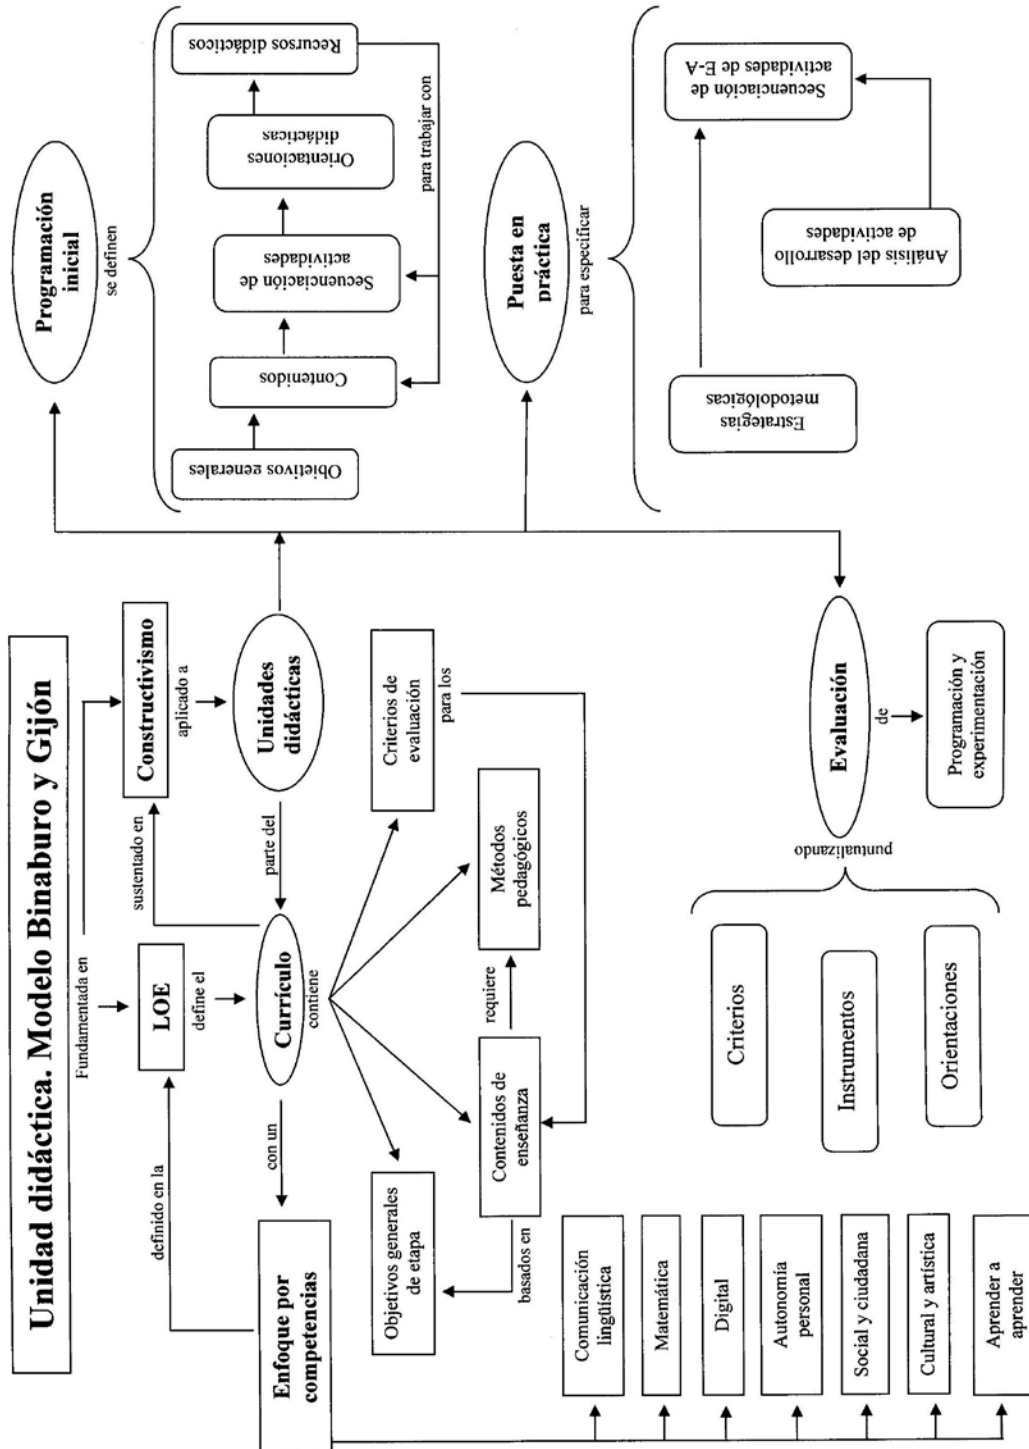 Unidad didáctica. Modelo Binaburo y Gijón
Fundamentada en
LOE
define el
definido en la
Constructivismo
aplicado a
sustentado en
Unidades
didácticas
parte del
Currículo
contiene
con un
Enfoque por
competencias
Objetivos generales
de etapa
basados en
Contenidos de
enseñanza
requiere
Métodos
pedagógicos
Criterios de
evaluación
para los
Comunicación
lingüística
Matemática
Digital
Autonomía
personal
Social y ciudadana
Cultural y artística
Aprender a
aprender
Programación
inicial
se definen
Objetivos generales
Contenidos
Secuenciación de
actividades
Orientaciones
didácticas
Recursos didácticos
para trabajar con
Puesta en
práctica
para especificar
Estrategias
metodológicas
Secuenciación de
actividades de E-A
Análisis del desarrollo
de actividades
Evaluación
de
Programación y
experimentación
puntualizando
Criterios
Instrumentos
Orientaciones